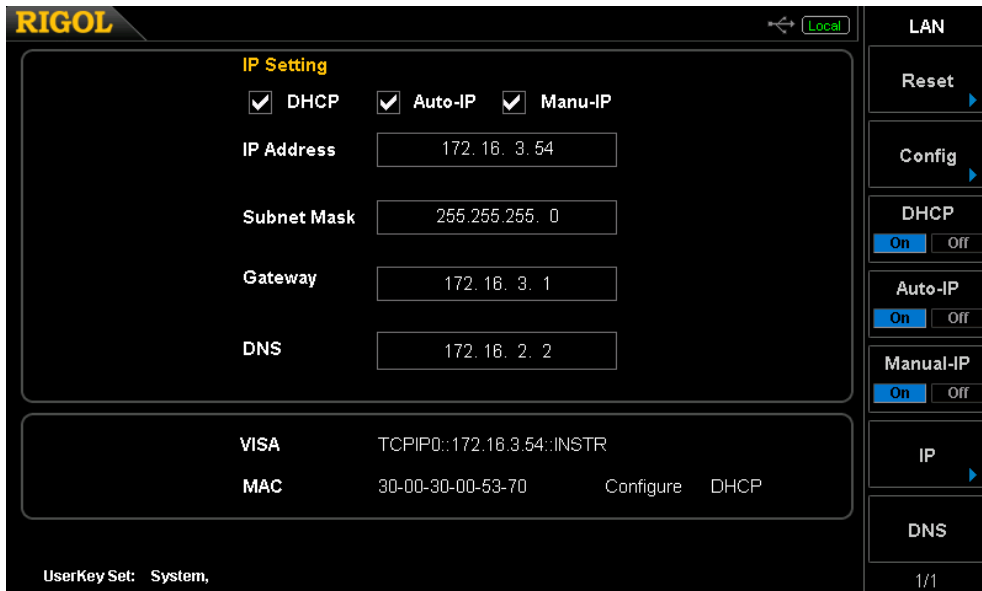 RIGOL
Local
IP Setting
DHCP Auto-IP Manu-IP
IP Address 172. 16. 3. 54
Subnet Mask 255.255.255. 0
Gateway 172. 16. 3. 1
DNS 172. 16. 2. 2
VISA TCPIP0::172.16.3.54::INSTR
MAC 30-00-30-00-53-70 Configure DHCP
UserKey Set: System,
LAN
Reset
Config
DHCP
On Off
Auto-IP
On Off
Manual-IP
On Off
IP
DNS
1/1